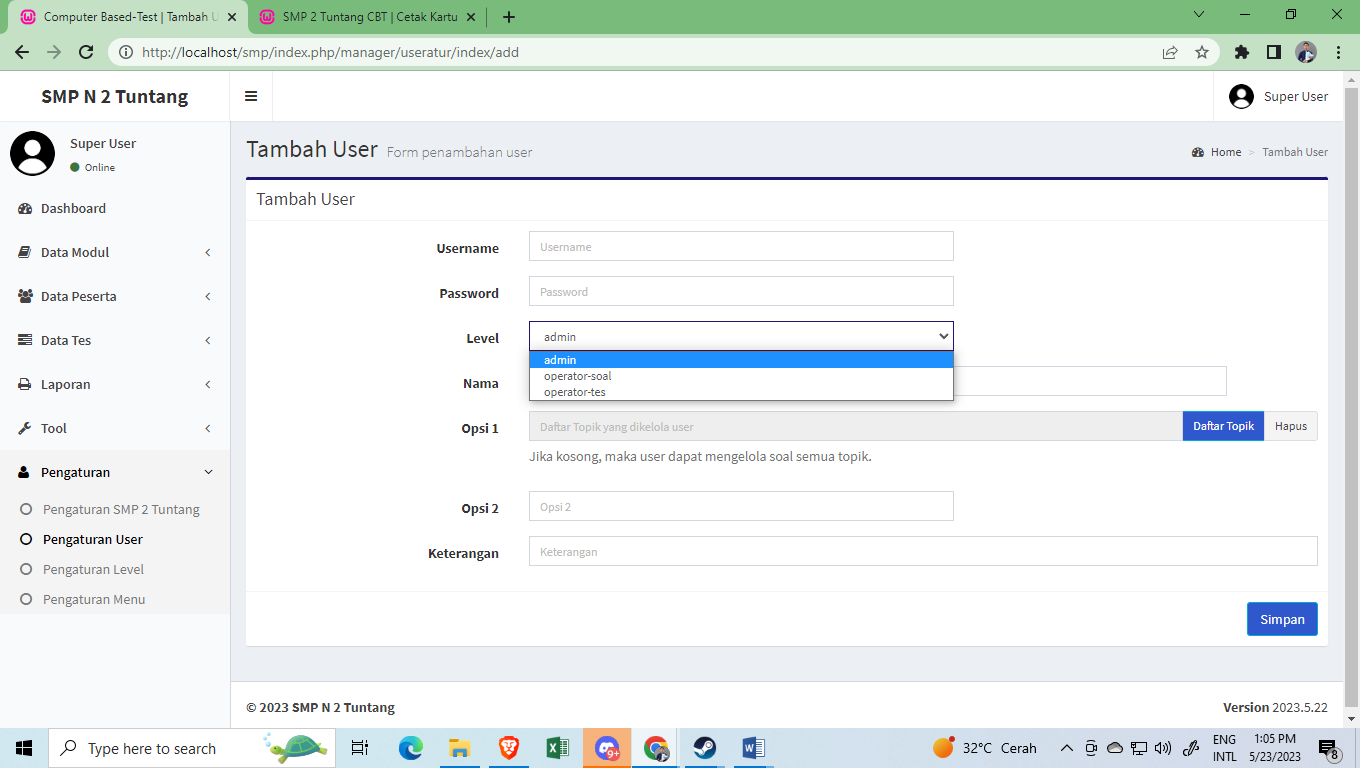 Computer Based-Test | Tambah U
SMP 2 Tuntang CBT | Cetak Kartu
http://localhost/smp/index.php/manager/useratur/index/add
SMP N 2 Tuntang
Super User
Super User
Online
Tambah User Form penambahan user
Home > Tambah User
Dashboard
Data Modul
Data Peserta
Data Tes
Laporan
Tool
Pengaturan
Pengaturan SMP 2 Tuntang
Pengaturan User
Pengaturan Level
Pengaturan Menu
Tambah User
Username Username
Password Password
Level admin
admin
operator-soal
operator-tes
Nama
Opsi 1 Daftar Topik yang dikelola user Daftar Topik Hapus
Jika kosong, maka user dapat mengelola soal semua topik.
Opsi 2 Opsi 2
Keterangan Keterangan
Simpan
© 2023 SMP N 2 Tuntang
Version 2023.5.22
Type here to search
9+
32°C Cerah
ENG
INTL
1:05 PM
5/23/2023
8